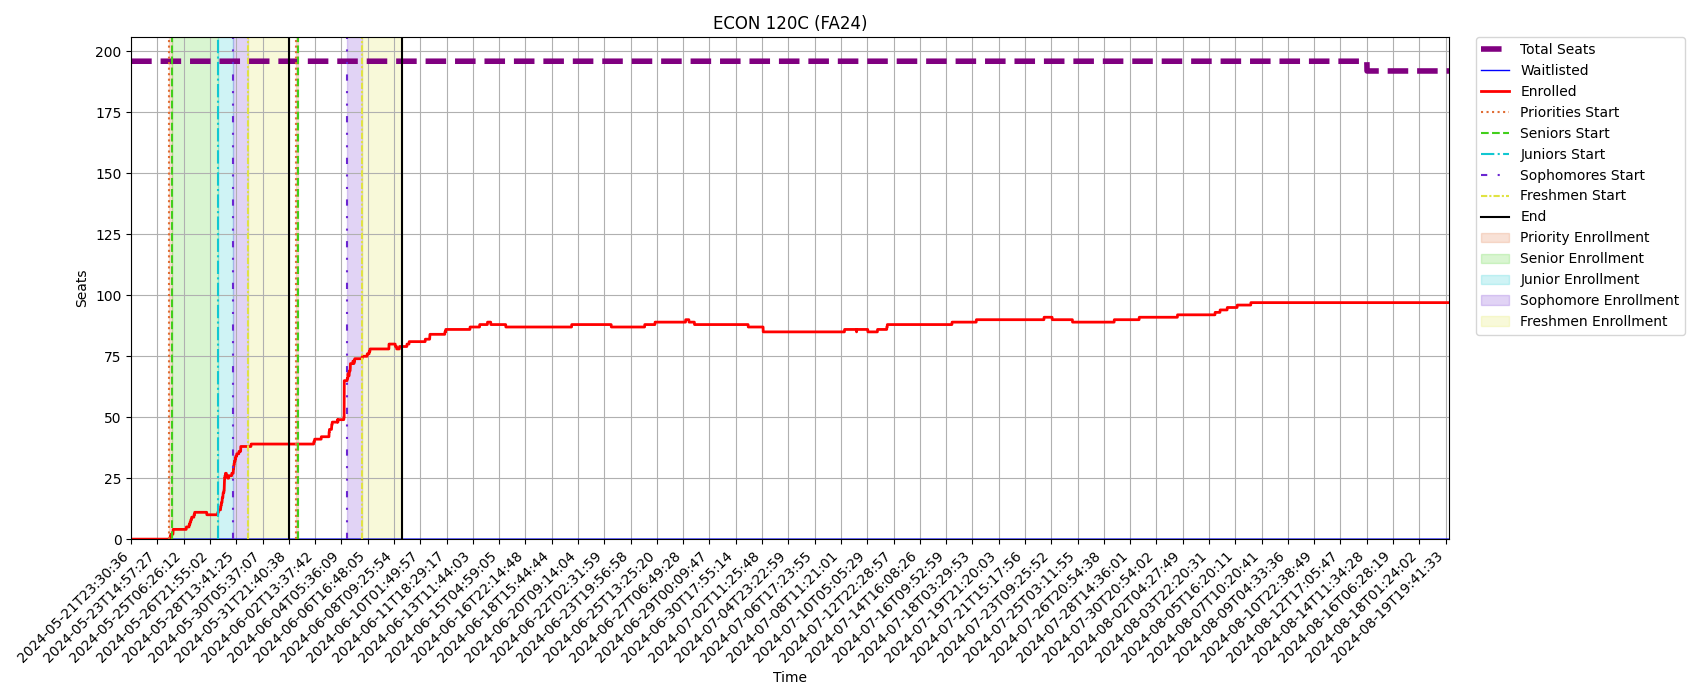 ECON 120C (FA24)
Seats
200
175
150
125
100
75
50
25
0
2024-05-21T23:30:36
2024-05-23T14:57:27
2024-05-25T06:26:12
2024-05-26T21:55:02
2024-05-28T13:41:25
2024-05-30T05:37:07
2024-05-31T21:40:38
2024-06-02T13:37:42
2024-06-04T05:36:09
2024-06-06T16:48:05
2024-06-08T09:25:54
2024-06-10T01:49:57
2024-06-11T18:29:17
2024-06-13T11:44:03
2024-06-15T04:59:05
2024-06-16T22:14:48
2024-06-18T15:44:44
2024-06-20T09:14:04
2024-06-22T02:31:59
2024-06-23T19:56:58
2024-06-25T13:25:20
2024-06-27T06:49:28
2024-06-29T00:09:47
2024-06-30T17:55:14
2024-07-02T11:25:48
2024-07-04T23:22:59
2024-07-06T17:23:55
2024-07-08T11:21:01
2024-07-10T05:05:29
2024-07-12T22:28:57
2024-07-14T16:08:26
2024-07-16T09:52:59
2024-07-18T03:29:53
2024-07-19T21:20:03
2024-07-21T15:17:56
2024-07-23T09:25:52
2024-07-25T03:11:55
2024-07-26T20:54:38
2024-07-28T14:36:01
2024-07-30T20:54:02
2024-08-02T04:27:49
2024-08-03T22:20:31
2024-08-05T16:20:11
2024-08-07T10:20:41
2024-08-09T04:33:36
2024-08-10T22:38:49
2024-08-12T17:05:47
2024-08-14T11:34:28
2024-08-16T06:28:19
2024-08-18T01:24:02
2024-08-19T19:41:33
Time
Total Seats
Waitlisted
Enrolled
Priorities Start
Seniors Start
Juniors Start
Sophomores Start
Freshmen Start
End
Priority Enrollment
Senior Enrollment
Junior Enrollment
Sophomore Enrollment
Freshmen Enrollment